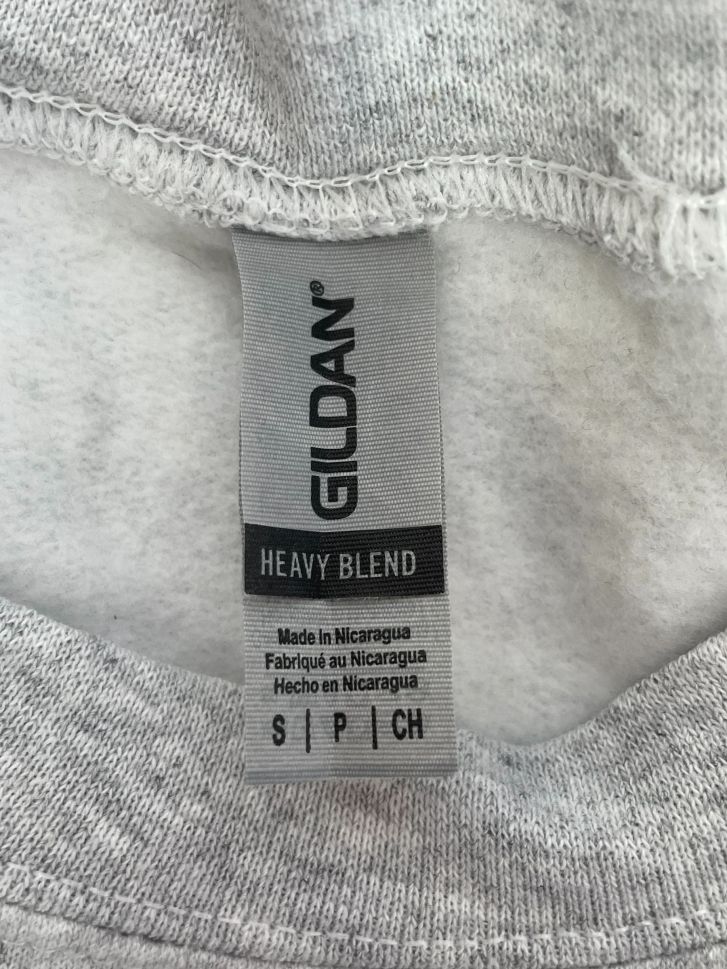 GILDAN®
HEAVY BLEND
Made in Nicaragua
Fabriqué au Nicaragua
Hecho en Nicaragua
S | P | CH